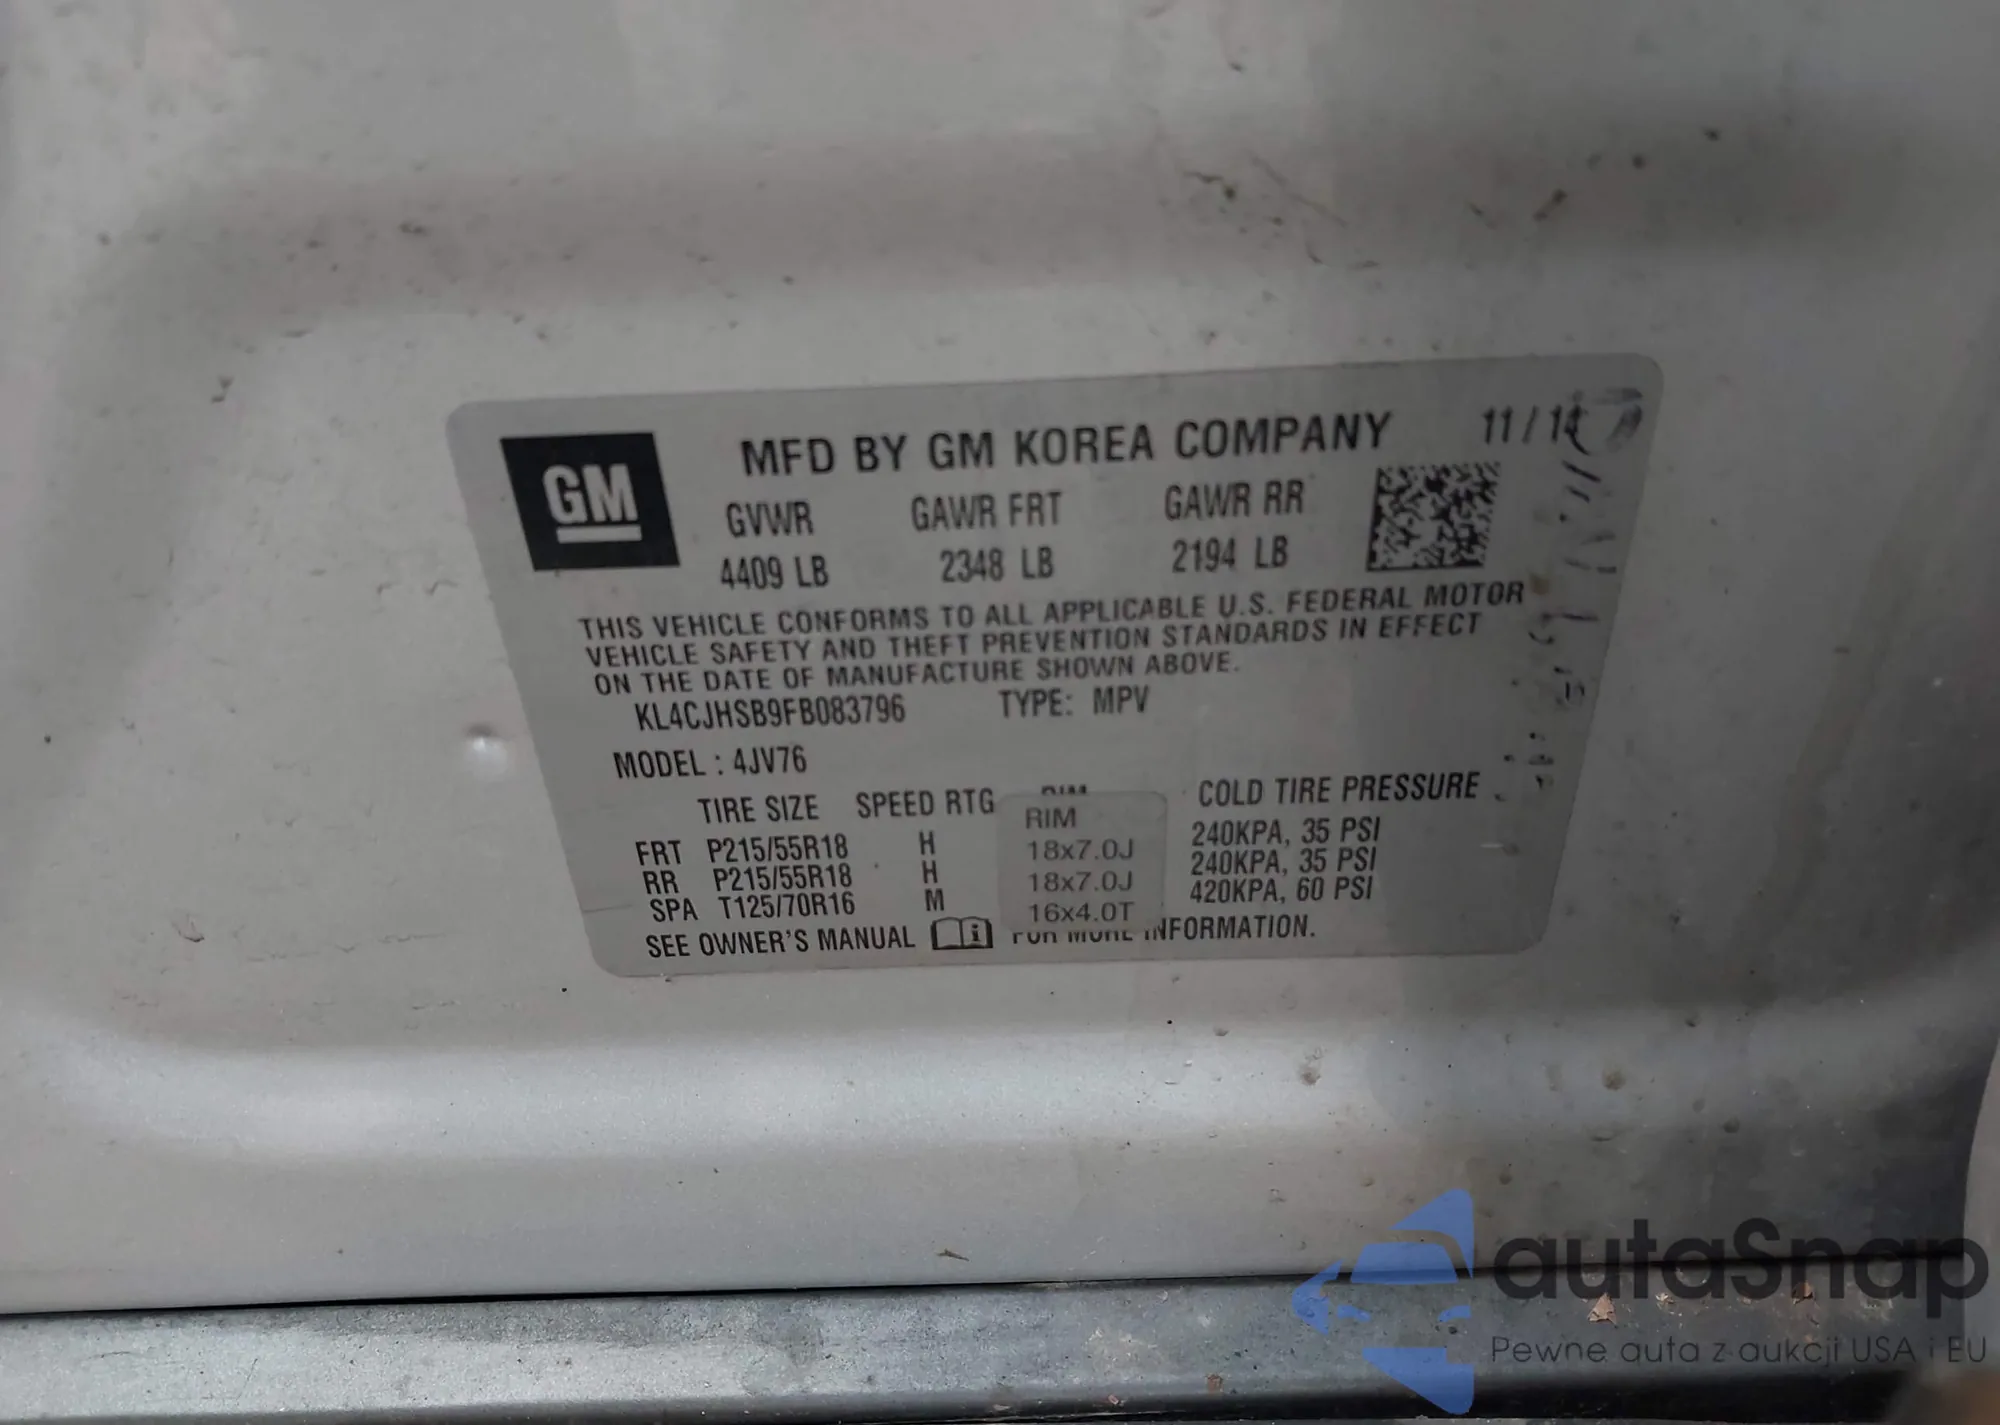 GM
MFD BY GM KOREA COMPANY 11/14
GVWR GAWR FRT GAWR RR
4409 LB 2348 LB 2194 LB
THIS VEHICLE CONFORMS TO ALL APPLICABLE U.S. FEDERAL MOTOR
VEHICLE SAFETY AND THEFT PREVENTION STANDARDS IN EFFECT
ON THE DATE OF MANUFACTURE SHOWN ABOVE.
KL4CJHSB9FB083796 TYPE: MPV
MODEL : 4JV76
TIRE SIZE SPEED RTG RIM COLD TIRE PRESSURE
FRT P215/55R18 H 18x7.0J 240KPA, 35 PSI
RR P215/55R18 H 18x7.0J 240KPA, 35 PSI
SPA T125/70R16 M 16x4.0T 420KPA, 60 PSI
SEE OWNER'S MANUAL FOR MORE INFORMATION.
autaSnap
Pewne auta z aukcji USA i EU